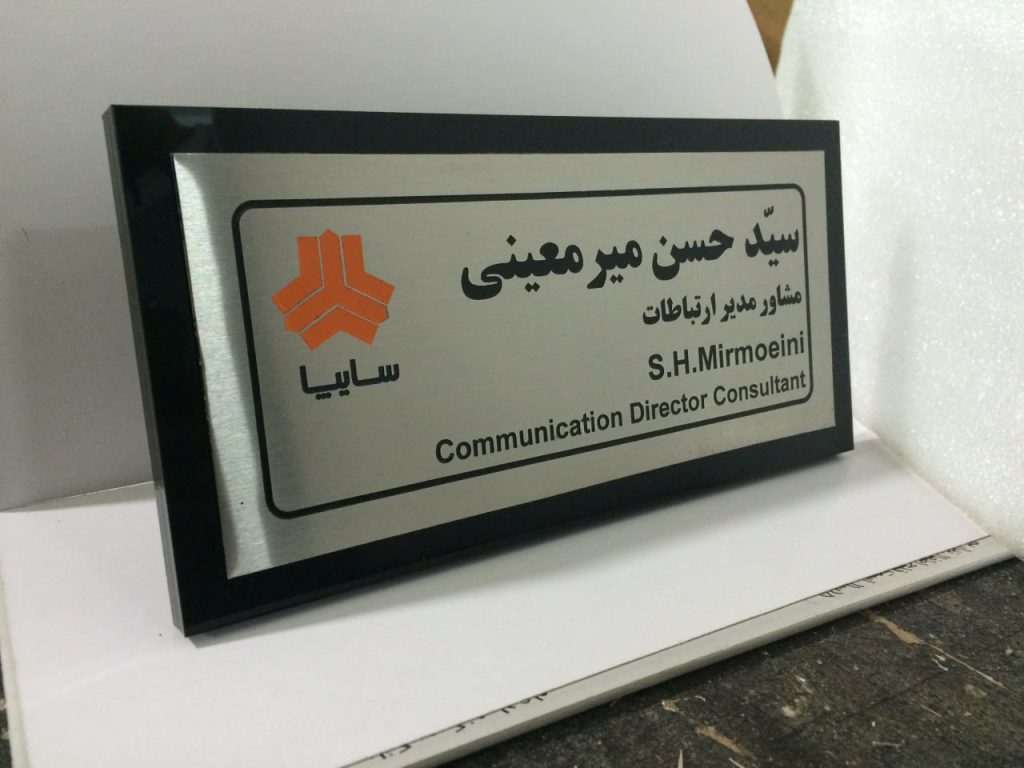 سیّد حسن میرمعینی
مشاور مدیر ارتباطات
S.H.Mirmoeini
Communication Director Consultant
سایپا